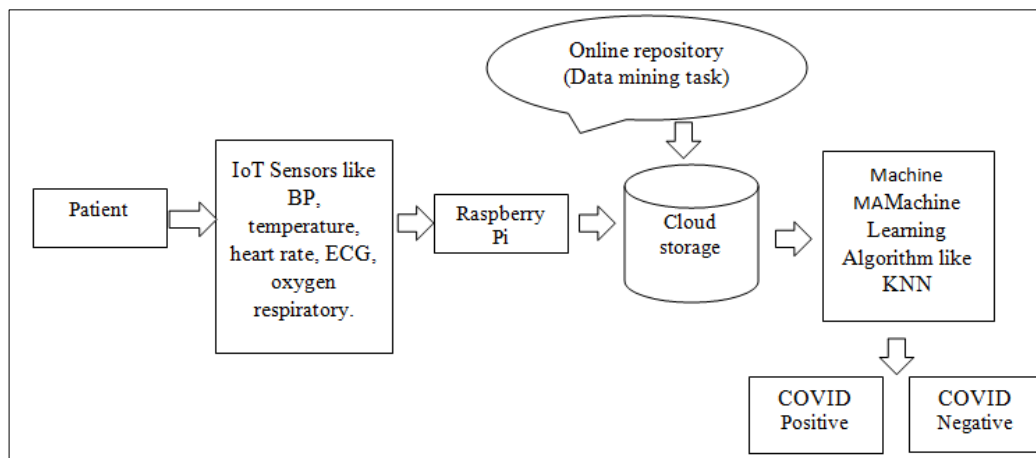 Online repository
(Data mining task)
Patient
IoT Sensors like
BP,
temperature,
heart rate, ECG,
oxygen
respiratory.
Raspberry
Pi
Cloud
storage
Machine
MAMachine
Learning
Algorithm like
KNN
COVID
Positive
COVID
Negative